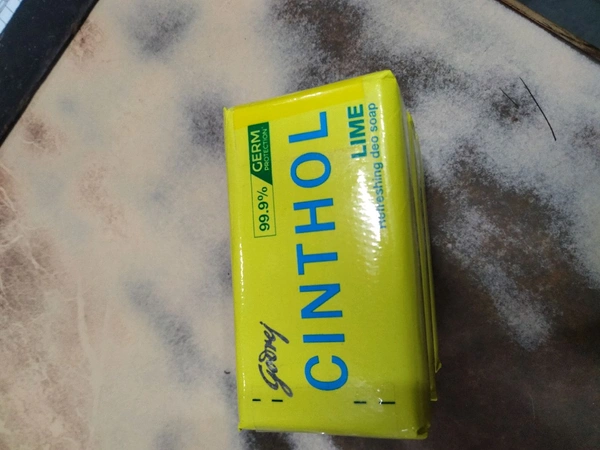 Godrej
99.9% GERM
PROTECTION
CINTHOL
LIME
Refreshing deo soap